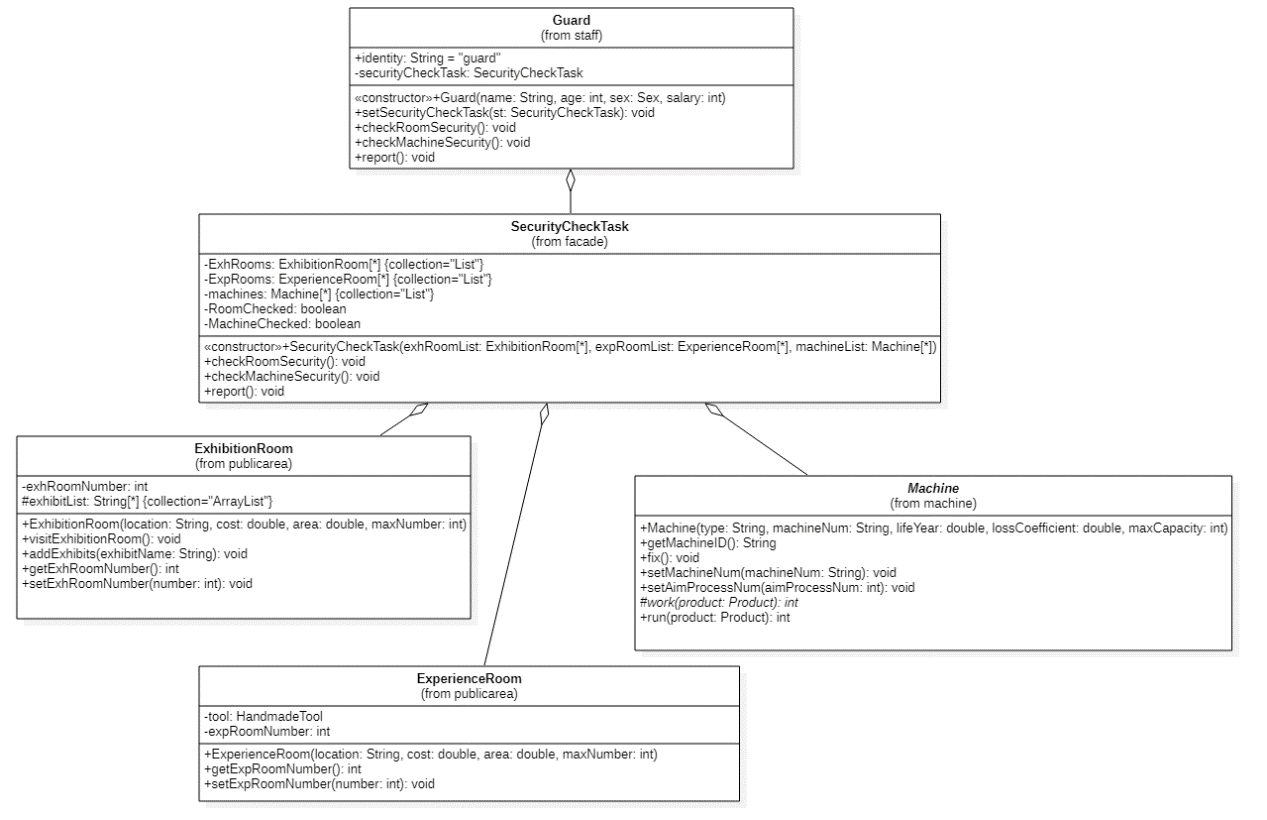 Guard
(from staff)
+identity: String = "guard"
-securityCheckTask: SecurityCheckTask
«constructor»+Guard(name: String, age: int, sex: Sex, salary: int)
+setSecurityCheckTask(st: SecurityCheckTask): void
+checkRoomSecurity(): void
+checkMachineSecurity(): void
+report(): void
SecurityCheckTask
(from facade)
-ExhRooms: ExhibitionRoom[*] {collection="List"}
-ExpRooms: ExperienceRoom[*] {collection="List"}
-machines: Machine[*] {collection="List"}
-RoomChecked: boolean
-MachineChecked: boolean
«constructor»+SecurityCheckTask(exhRoomList: ExhibitionRoom[*], expRoomList: ExperienceRoom[*], machineList: Machine[*])
+checkRoomSecurity(): void
+checkMachineSecurity(): void
+report(): void
ExhibitionRoom
(from publicarea)
-exhRoomNumber: int
#exhibitList: String[*] {collection="ArrayList"}
+ExhibitionRoom(location: String, cost: double, area: double, maxNumber: int)
+visitExhibitionRoom(): void
+addExhibits(exhibitName: String): void
+getExhRoomNumber(): int
+setExhRoomNumber(number: int): void
Machine
(from machine)
+Machine(type: String, machineNum: String, lifeYear: double, lossCoefficient: double, maxCapacity: int)
+getMachineID(): String
+fix(): void
+setMachineNum(machineNum: String): void
+setAimProcessNum(aimProcessNum: int): void
#work(product: Product): int
+run(product: Product): int
ExperienceRoom
(from publicarea)
-tool: HandmadeTool
-expRoomNumber: int
+ExperienceRoom(location: String, cost: double, area: double, maxNumber: int)
+getExpRoomNumber(): int
+setExpRoomNumber(number: int): void